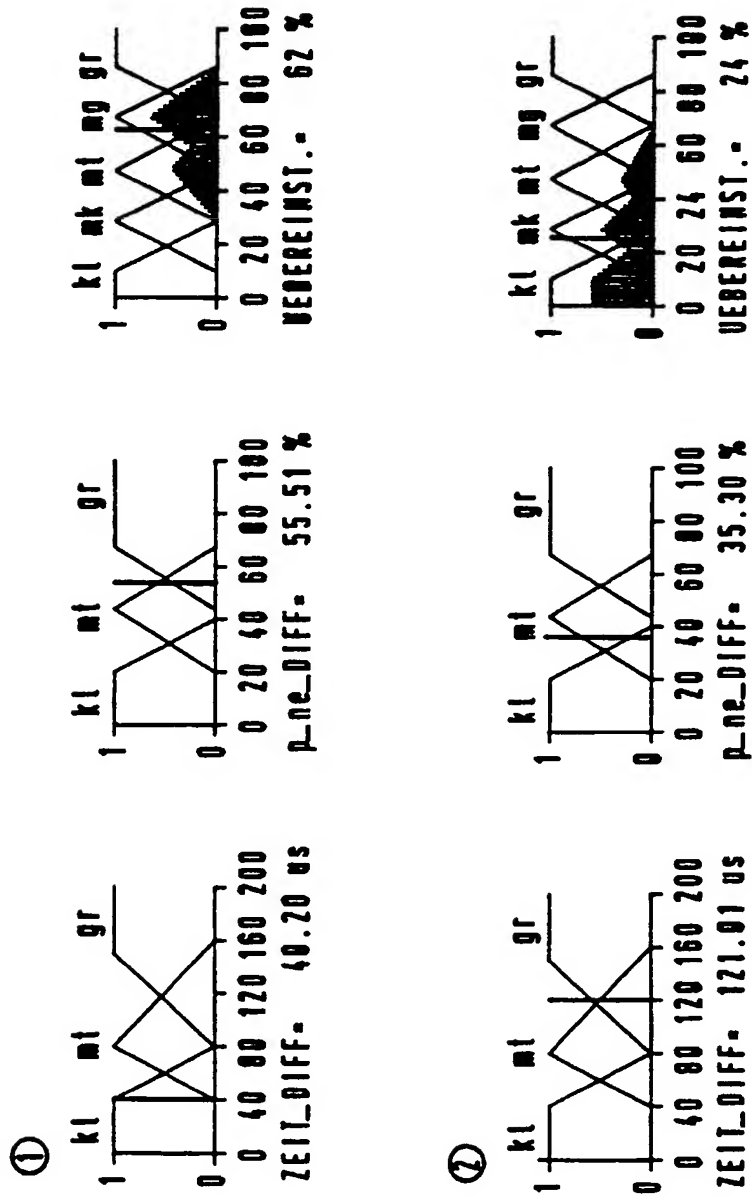 ①
kl mt gr
1
0
0 40 80 120 160 200
ZEIT_DIFF= 40.20 us
kl mt gr
1
0
0 20 40 60 80 100
p_ne_DIFF= 55.51 %
kl mk mt mg gr
1
0
0 20 40 60 80 100
UEBEREINST.= 62 %
②
kl mt gr
1
0
0 40 80 120 160 200
ZEIT_DIFF= 121.01 us
kl mt gr
1
0
0 20 40 60 80 100
p_ne_DIFF= 35.30 %
kl mk mt mg gr
1
0
0 20 24 60 80 100
UEBEREINST.= 24 %